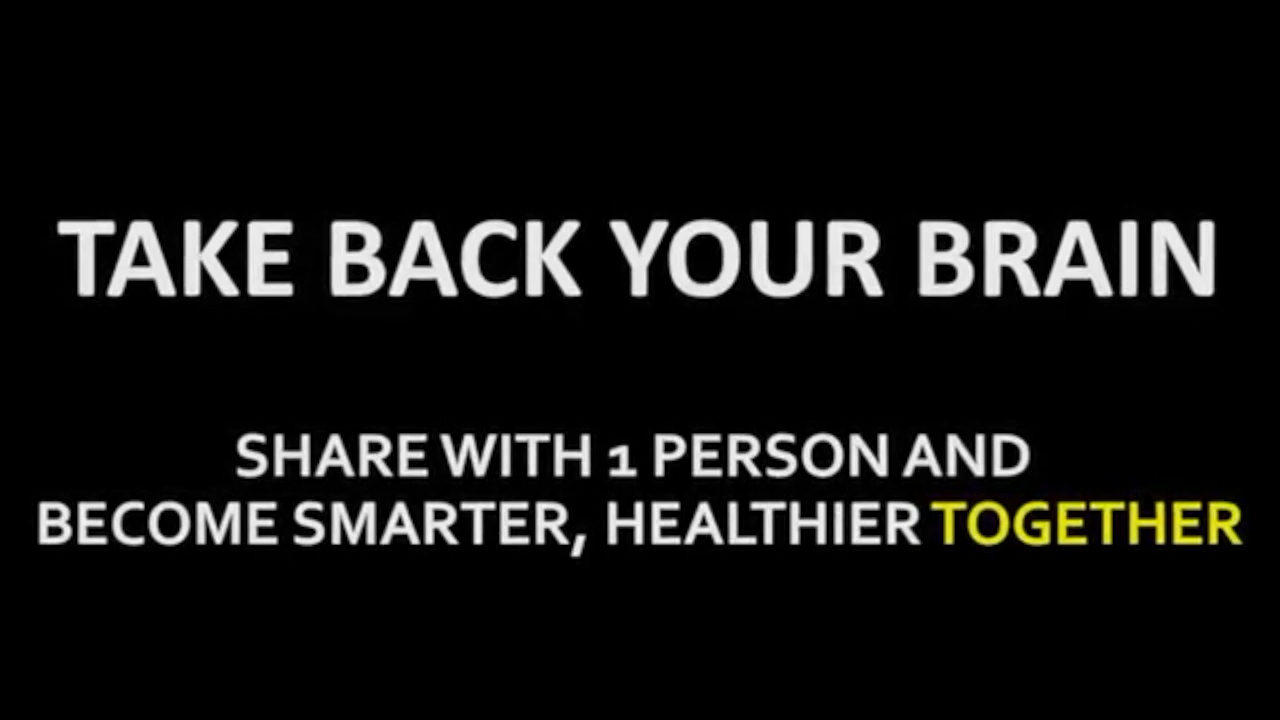 TAKE BACK YOUR BRAIN
SHARE WITH 1 PERSON AND
BECOME SMARTER, HEALTHIER TOGETHER